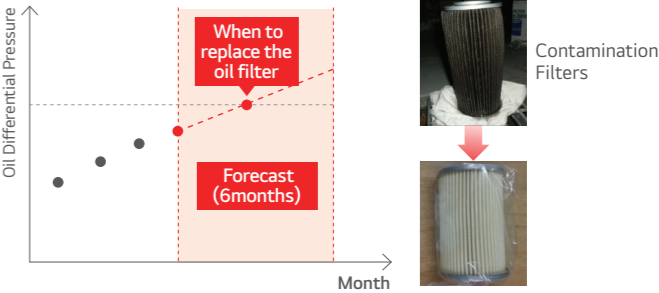 Oil Differential Pressure
When to
replace the
oil filter
Forecast
(6months)
Month
Contamination
Filters